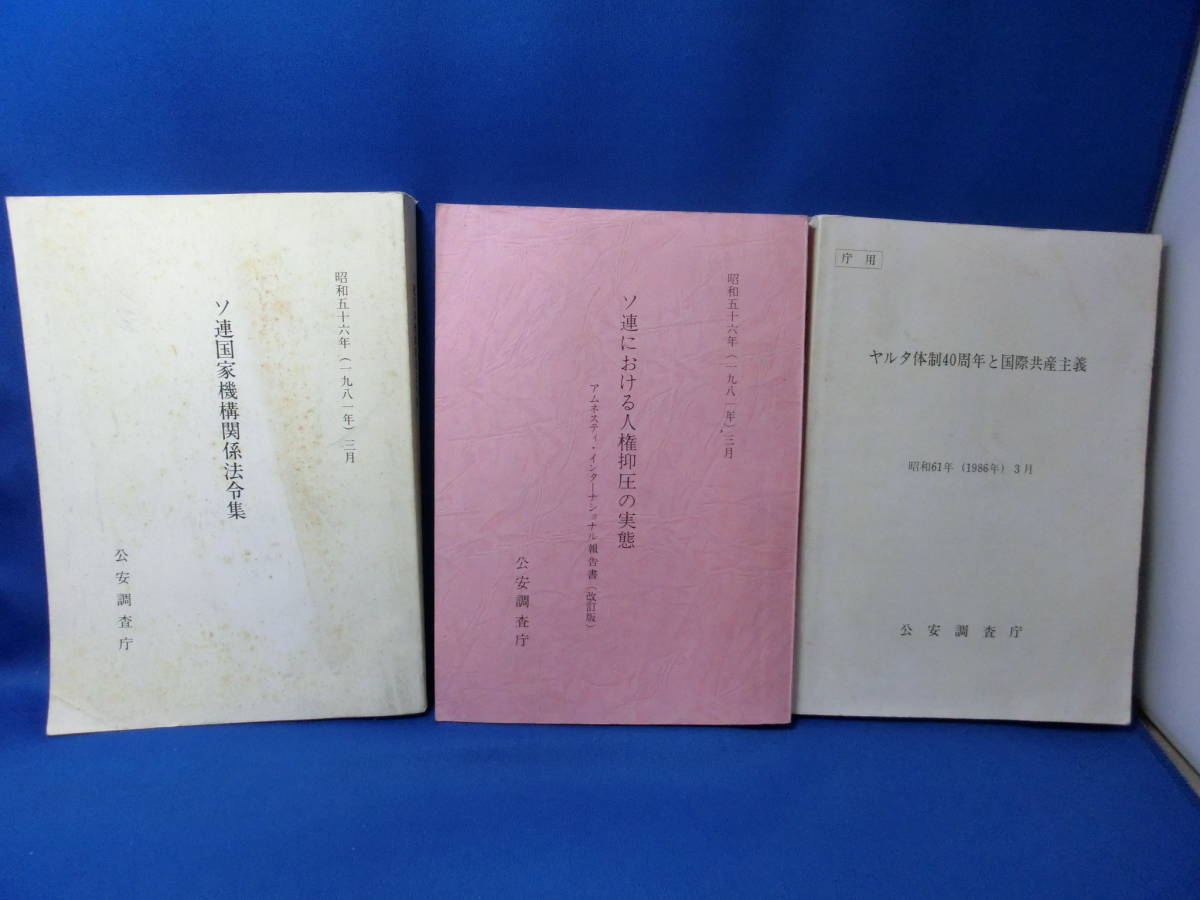 昭和五十六年（一九八一年）三月
ソ連国家機構関係法令集
公安調査庁
昭和五十六年（一九八一年）三月
ソ連における人権抑圧の実態
アムネスティ・インターナショナル報告書（改訂版）
公安調査庁
庁用
ヤルタ体制40周年と国際共産主義
昭和61年（1986年）3月
公安調査庁